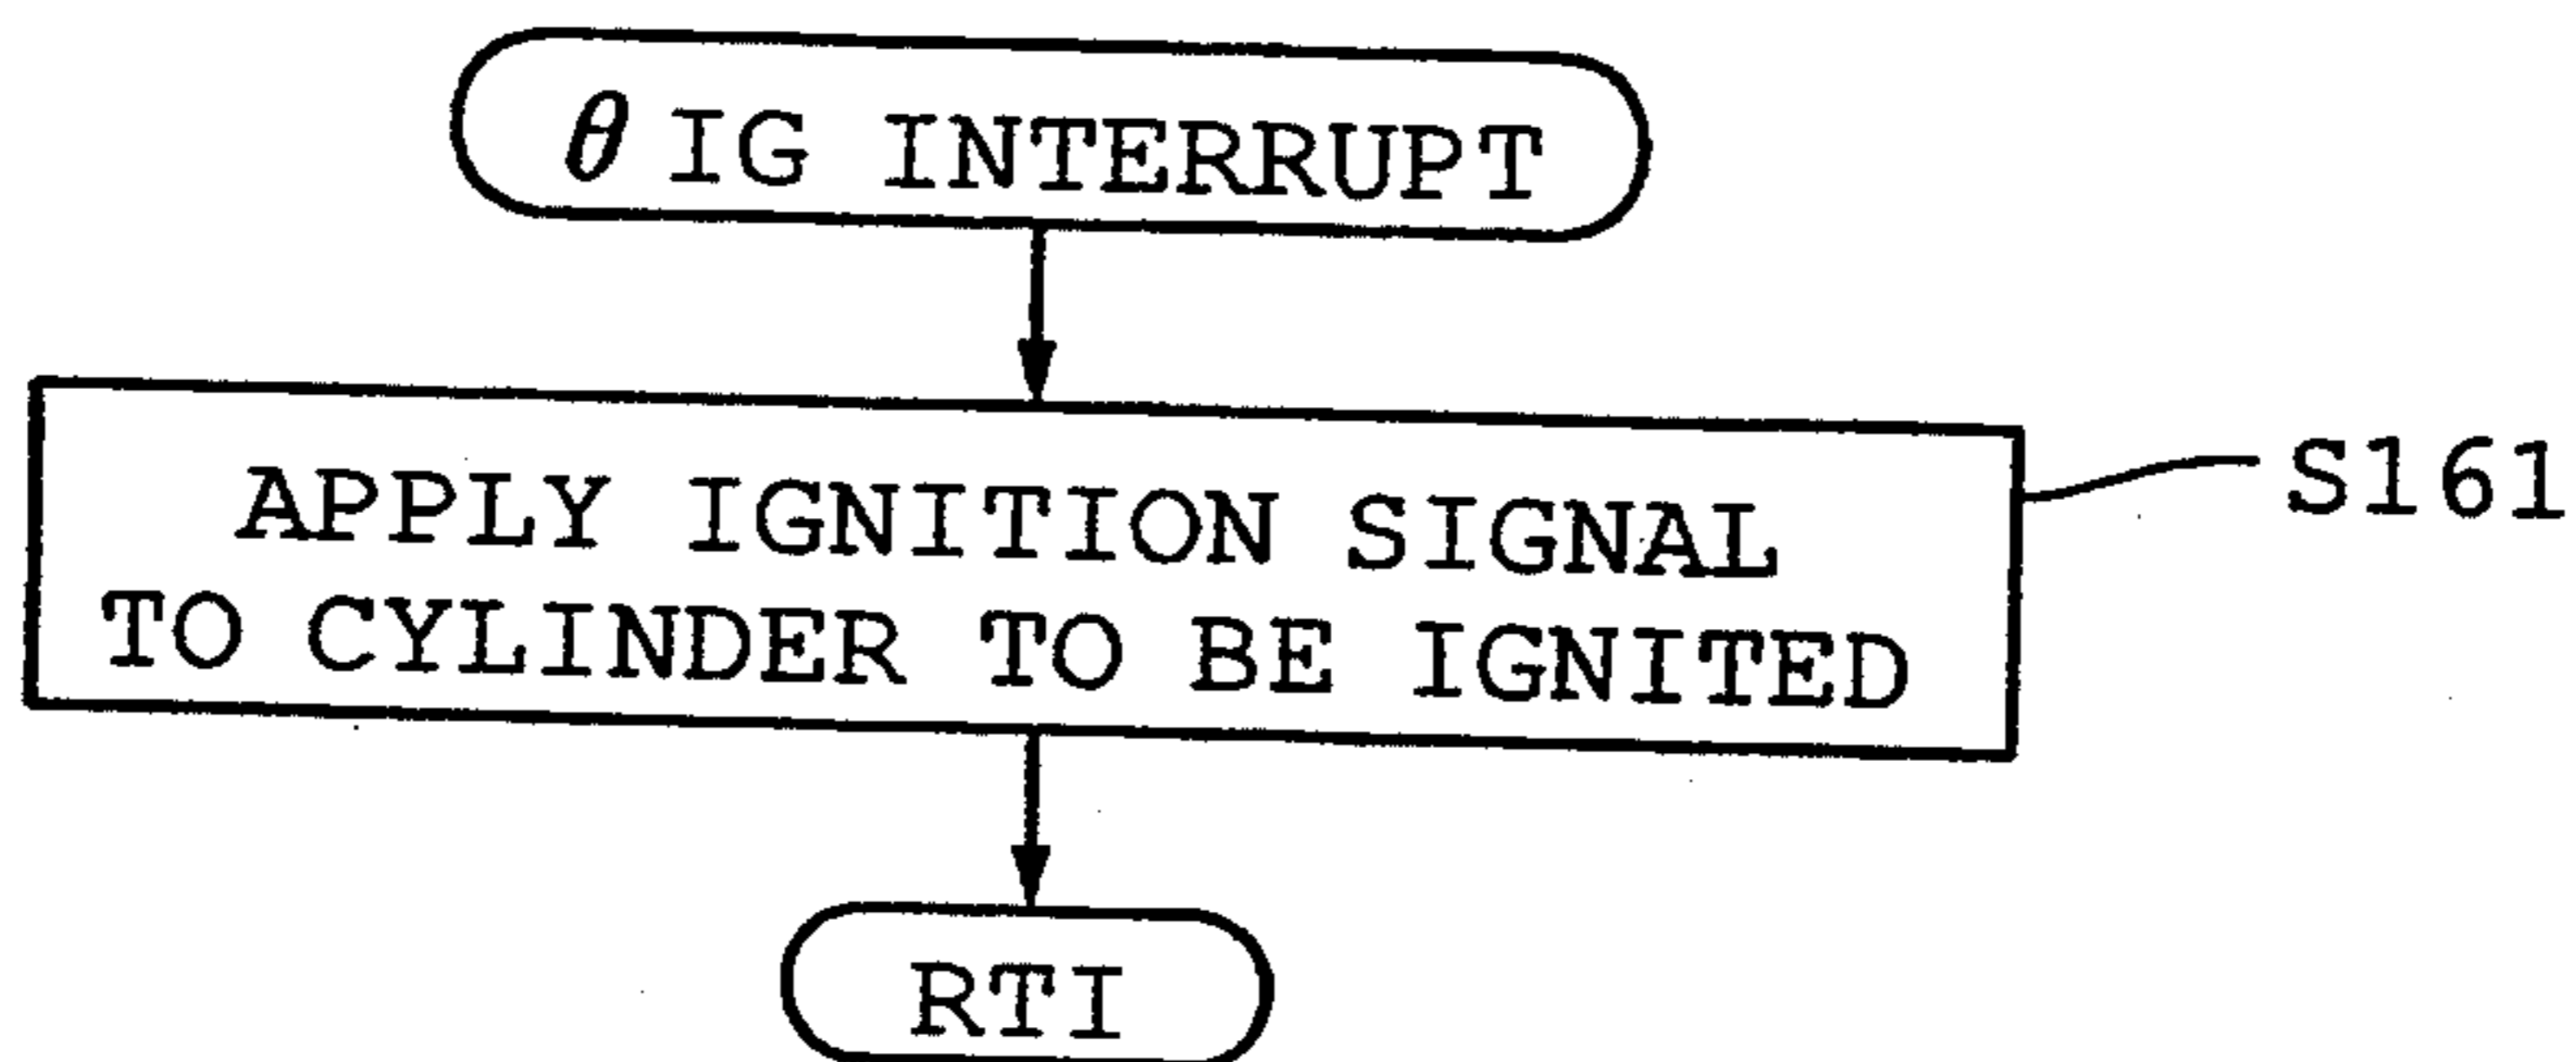 θ IG INTERRUPT
APPLY IGNITION SIGNAL
TO CYLINDER TO BE IGNITED
S161
RTI